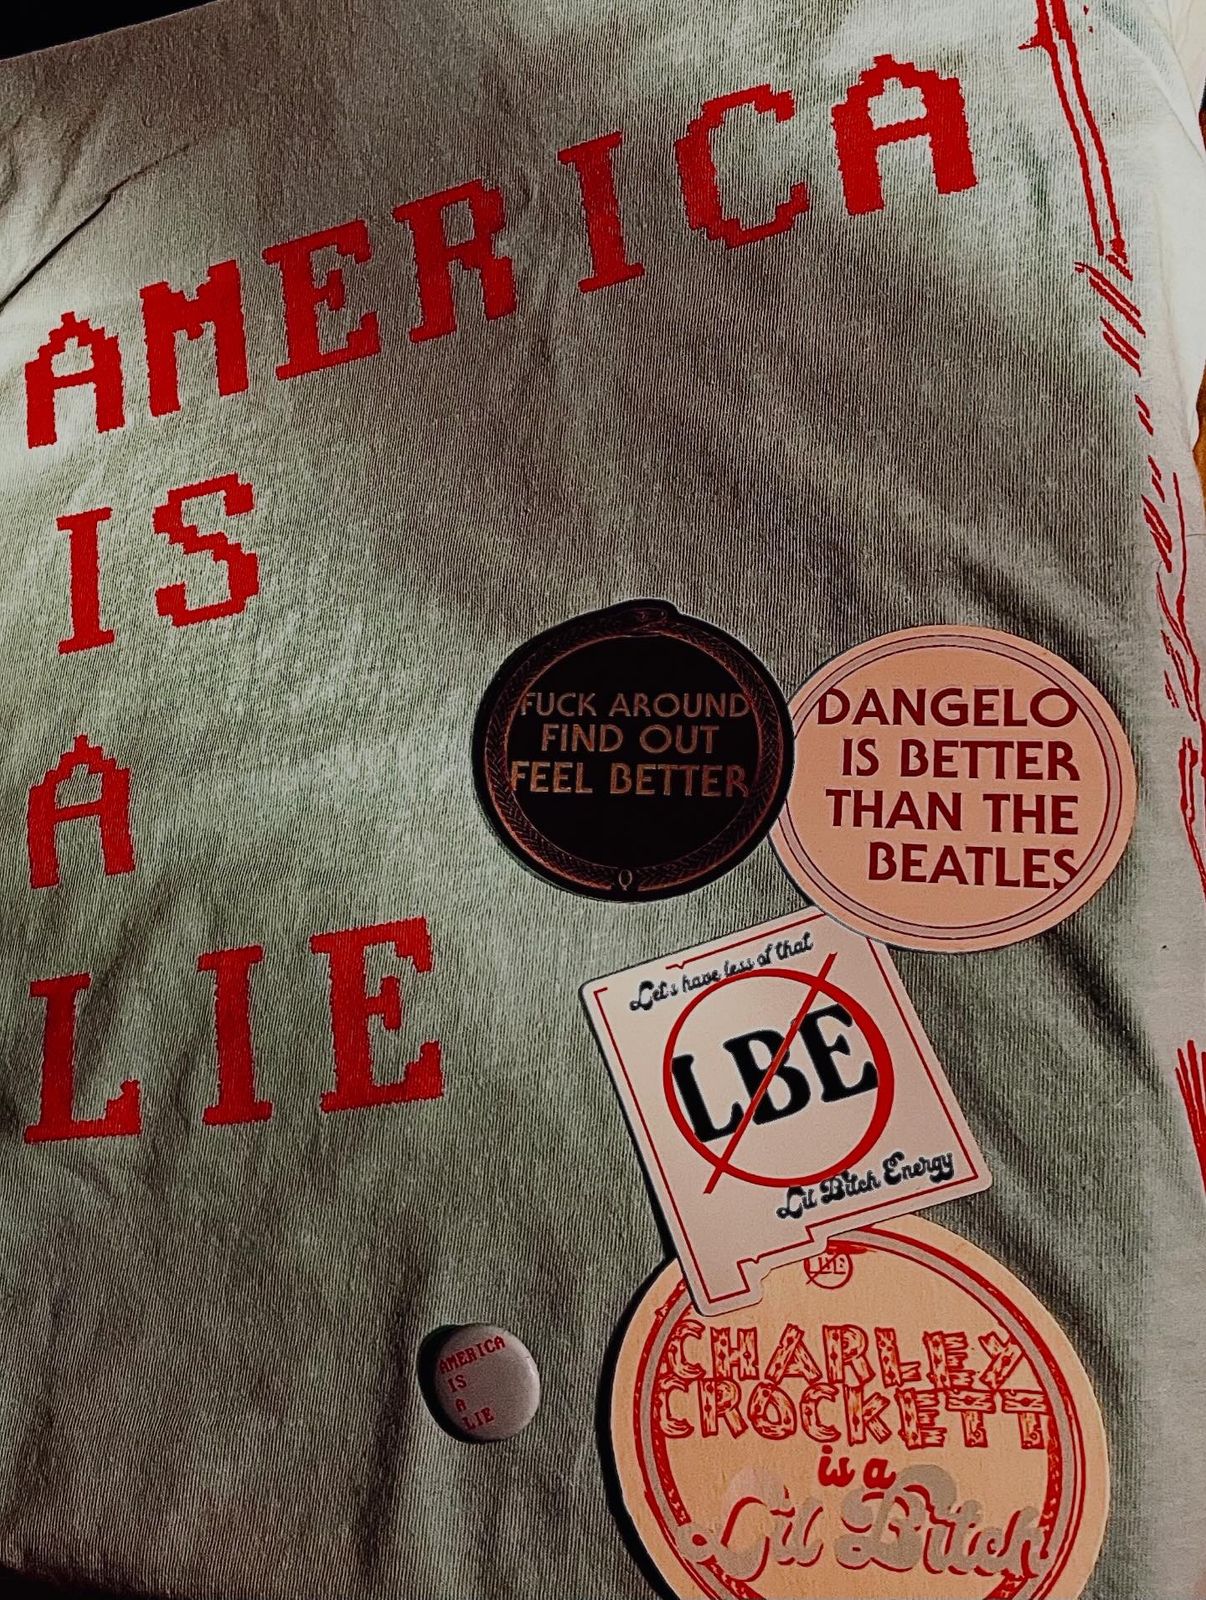 AMERICA
IS
A
LIE
FUCK AROUND
FIND OUT
FEEL BETTER
DANGELO
IS BETTER
THAN THE
BEATLES
Let's have less of that
LBE
Lil Bitch Energy
LBE
CHARLEY
CROCKETT
is a
Lil Bitch
AMERICA
IS
A
LIE